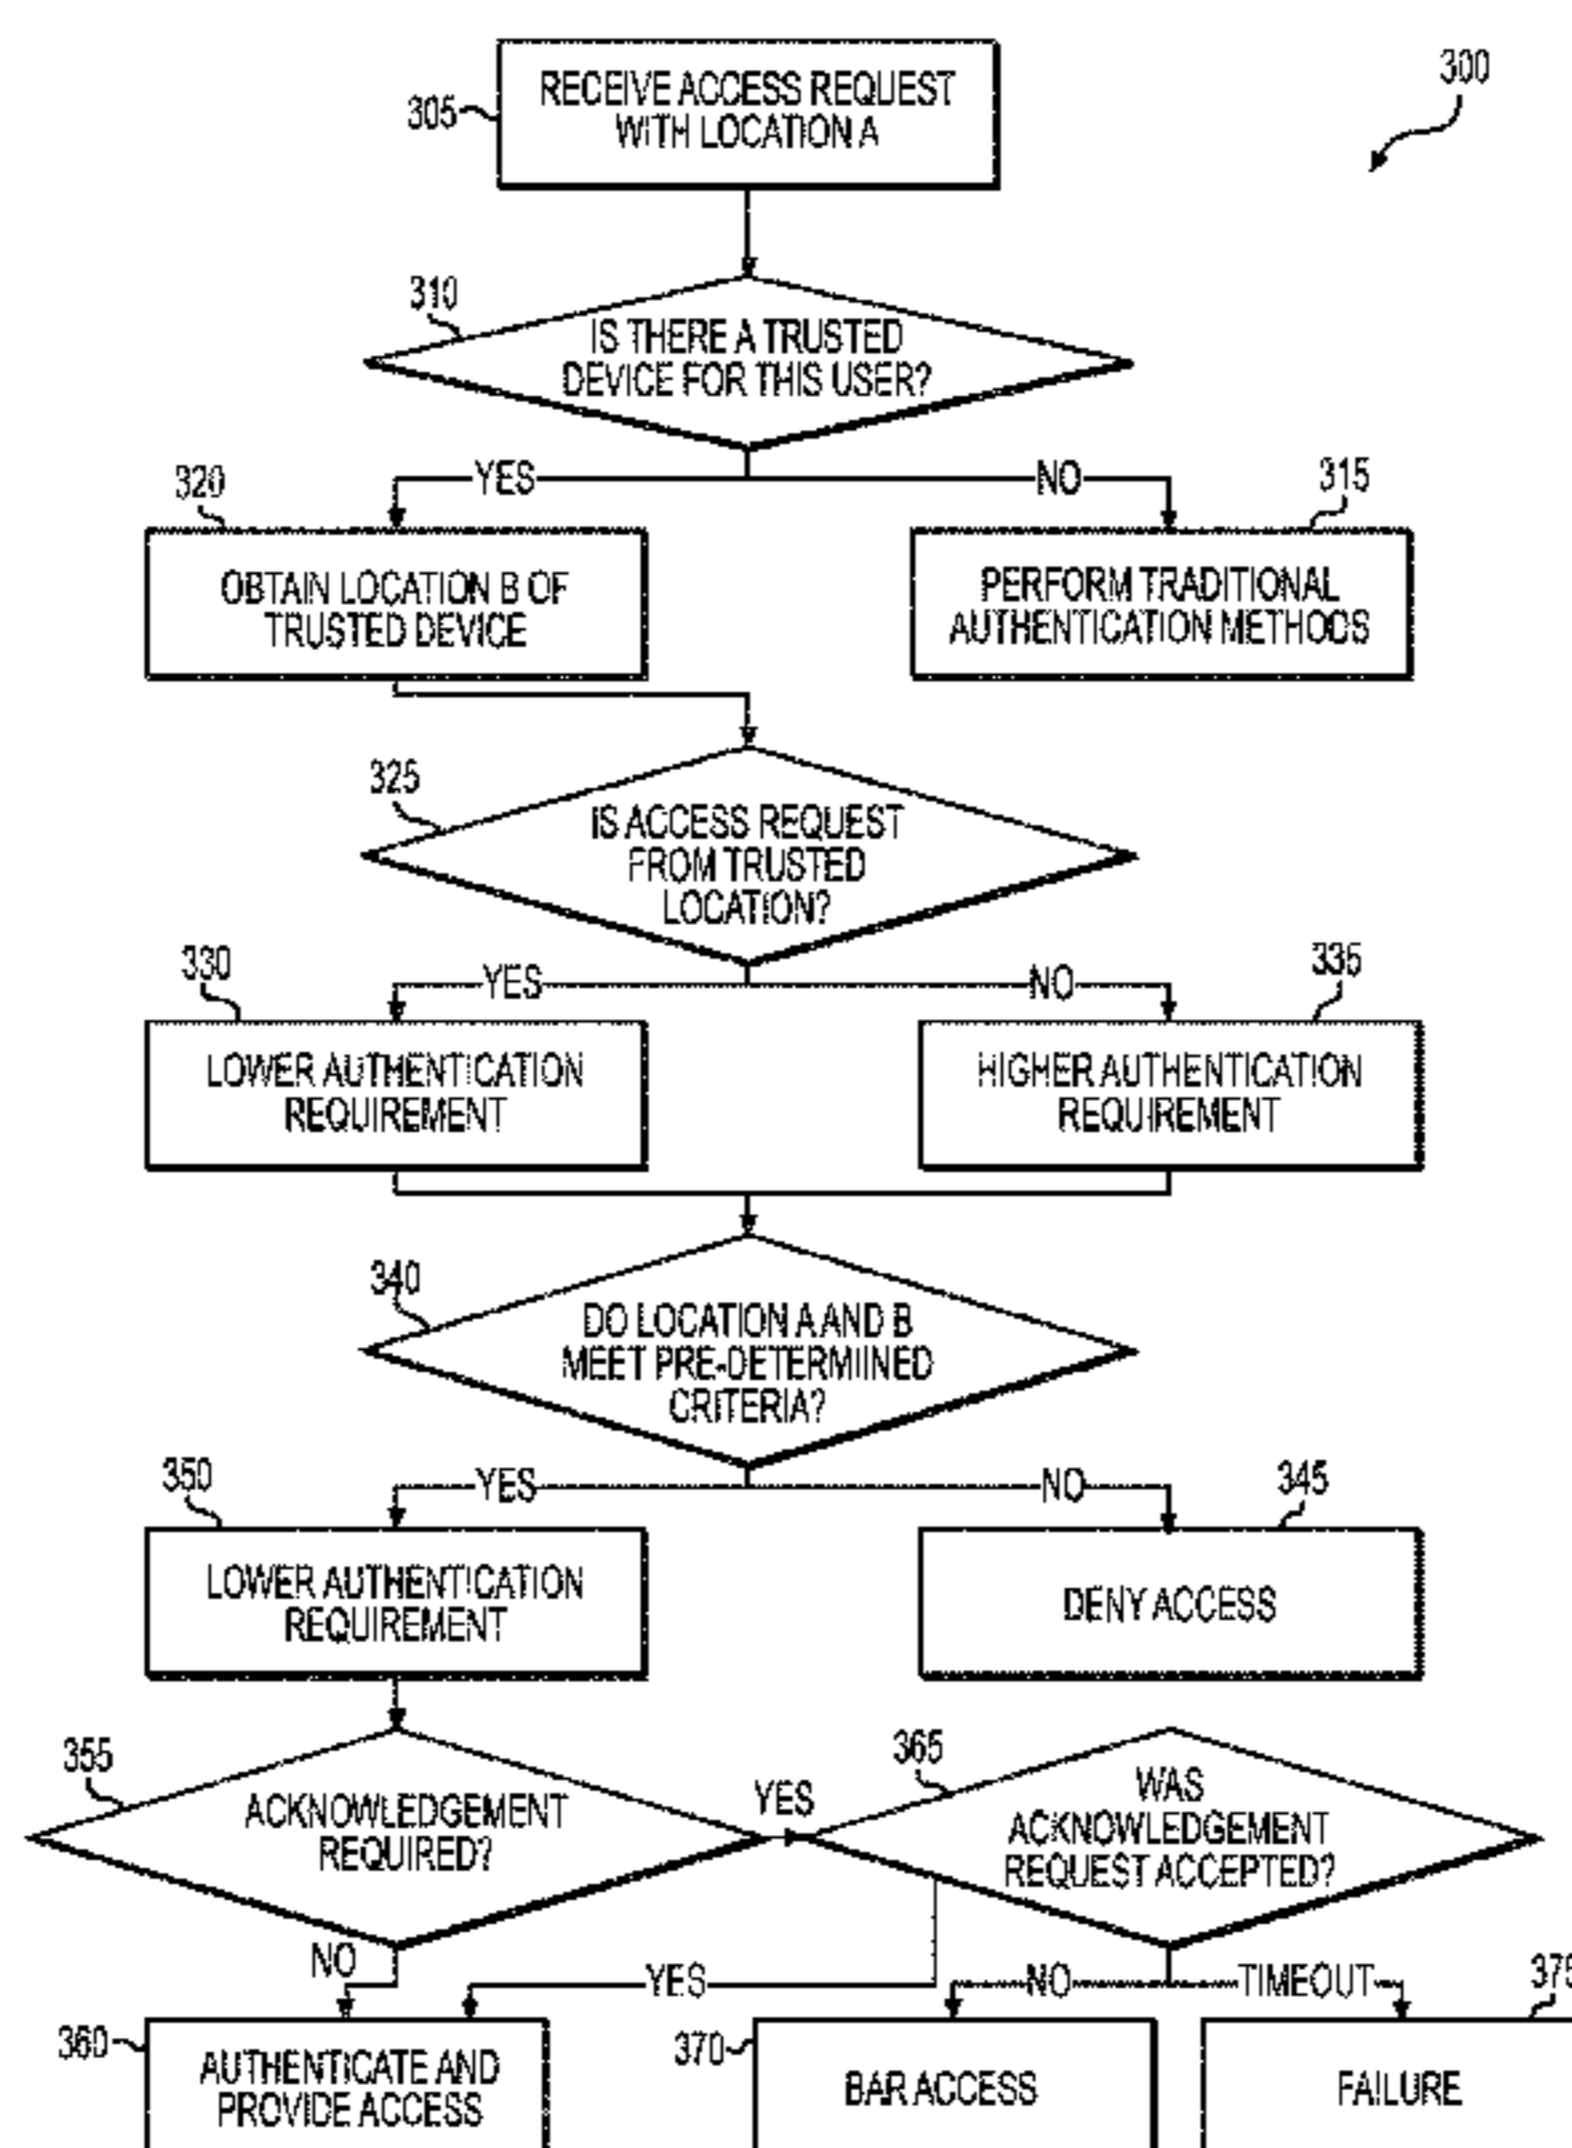 300
305
RECEIVE ACCESS REQUEST
WITH LOCATION A
310
IS THERE A TRUSTED
DEVICE FOR THIS USER?
YES
NO
320
315
OBTAIN LOCATION B OF
TRUSTED DEVICE
PERFORM TRADITIONAL
AUTHENTICATION METHODS
325
IS ACCESS REQUEST
FROM TRUSTED
LOCATION?
YES
NO
330
335
LOWER AUTHENTICATION
REQUIREMENT
HIGHER AUTHENTICATION
REQUIREMENT
340
DO LOCATION A AND B
MEET PRE-DETERMIINED
CRITERIA?
YES
NO
350
345
LOWER AUTHENTICATION
REQUIREMENT
DENY ACCESS
355
ACKNOWLEDGEMENT
REQUIRED?
YES
365
WAS
ACKNOWLEDGEMENT
REQUEST ACCEPTED?
NO
YES
NO
TIMEOUT
375
360
AUTHENTICATE AND
PROVIDE ACCESS
370
BAR ACCESS
FAILURE